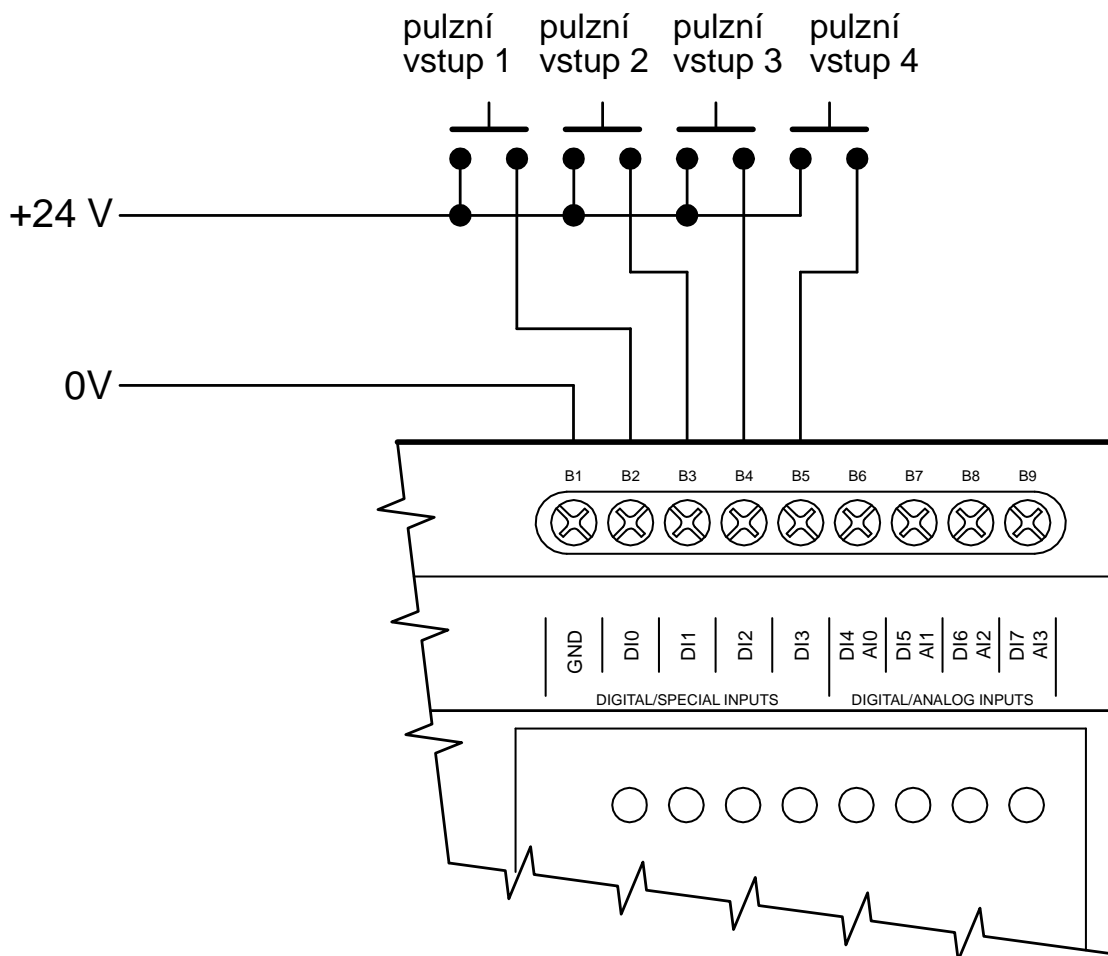 pulzní vstup 1
pulzní vstup 2
pulzní vstup 3
pulzní vstup 4
+24 V
0V
B1 B2 B3 B4 B5 B6 B7 B8 B9
GND
DI0
DI1
DI2
DI3
DI4 AI0
DI5 AI1
DI6 AI2
DI7 AI3
DIGITAL/SPECIAL INPUTS
DIGITAL/ANALOG INPUTS